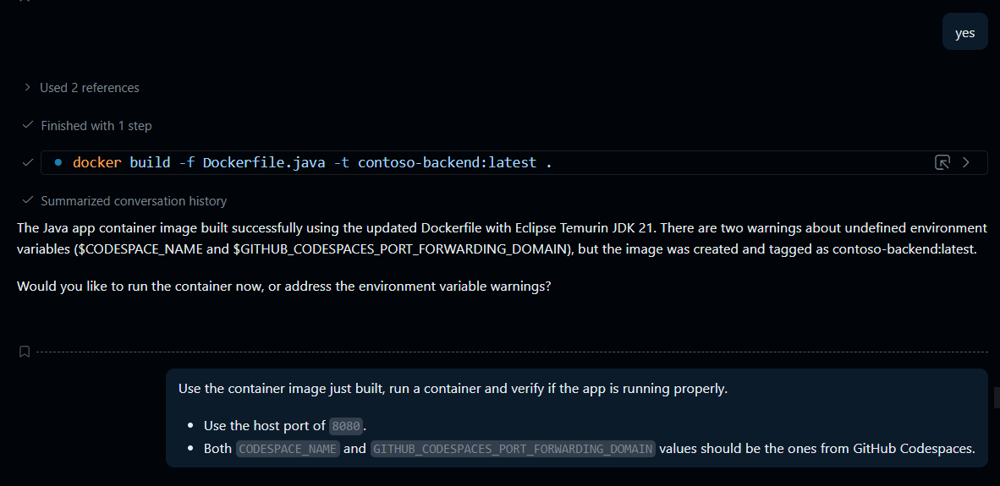 yes
Used 2 references
Finished with 1 step
docker build -f Dockerfile.java -t contoso-backend:latest .
Summarized conversation history
The Java app container image built successfully using the updated Dockerfile with Eclipse Temurin JDK 21. There are two warnings about undefined environment
variables ($CODESPACE_NAME and $GITHUB_CODESPACES_PORT_FORWARDING_DOMAIN), but the image was created and tagged as contoso-backend:latest.
Would you like to run the container now, or address the environment variable warnings?
Use the container image just built, run a container and verify if the app is running properly.
• Use the host port of 8080.
• Both CODESPACE_NAME and GITHUB_CODESPACES_PORT_FORWARDING_DOMAIN values should be the ones from GitHub Codespaces.